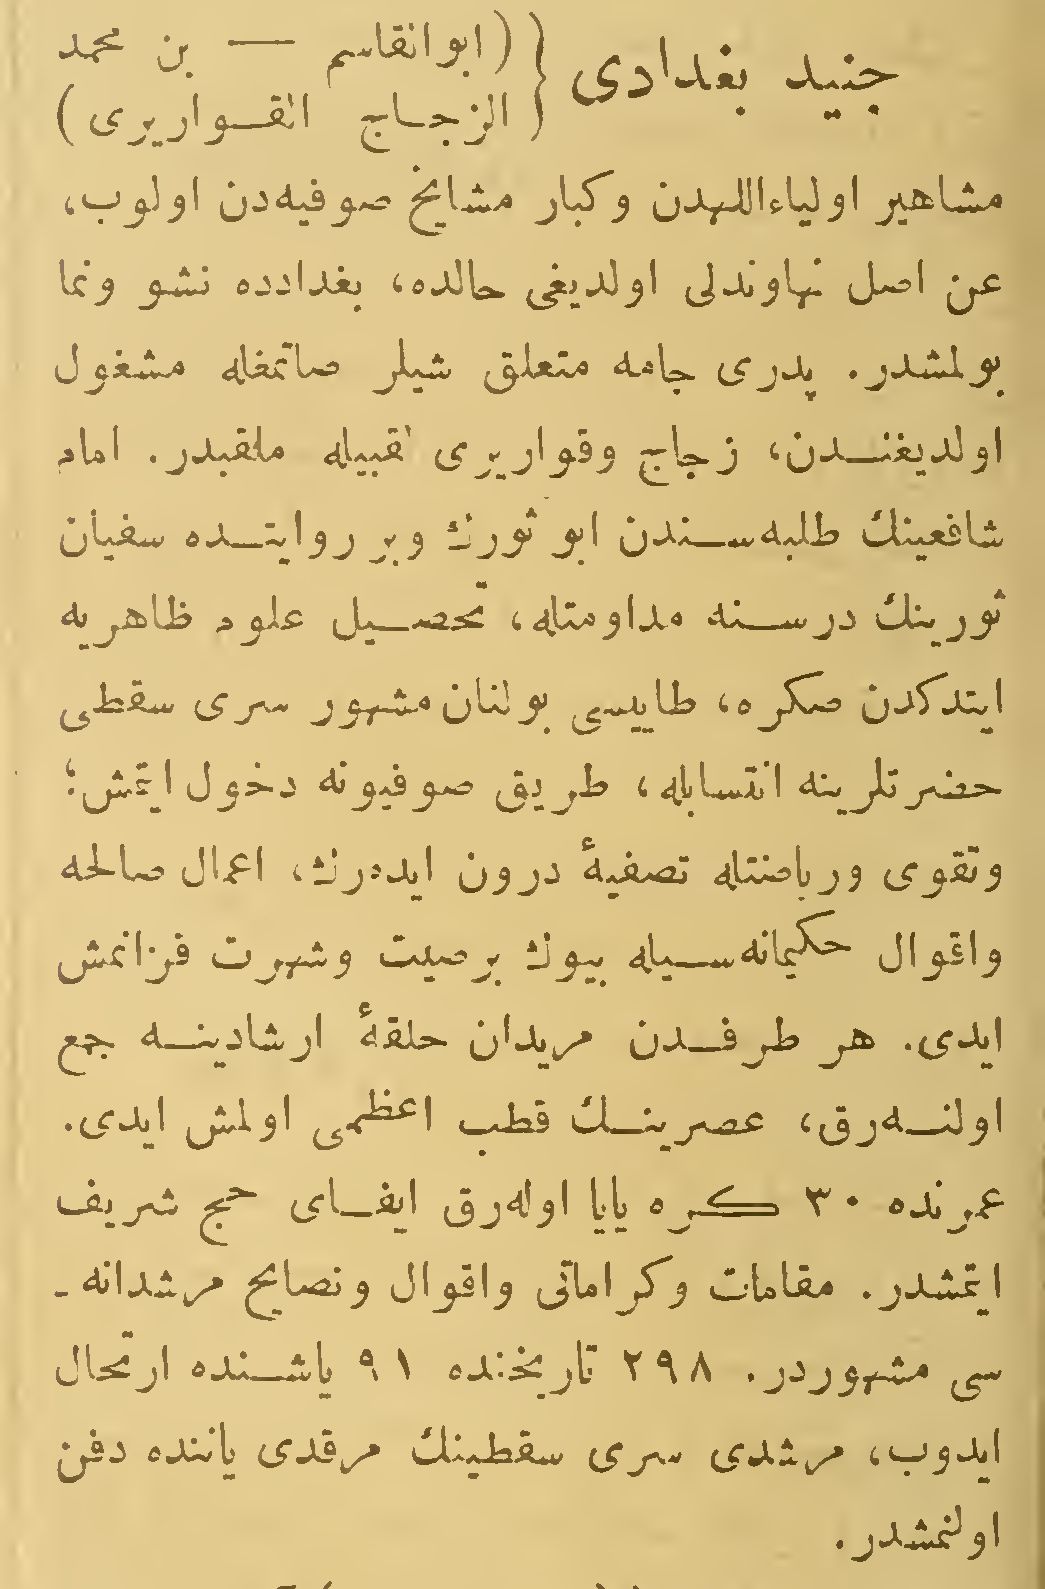 جنید بغدادی { (ابوالقاسم — بن محمد
الزجاج القواریری)
مشاهیر اولیاءاللهدن وکبار مشایخ صوفیه‌دن اولوب،
عن اصل نهاوندلی اولدیغی حالده، بغدادده نشو ونما
بولمشدر. پدری جامه متعلق شیلر صاتمغله مشغول
اولدیغندن، زجاج وقواریری لقبیله ملقبدر. امام
شافعینك طلبه‌سندن ابو ثورك وبر روایتده سفیان
ثورینك درسنه مداومتله، تحصیل علوم ظاهریه
ایتدکدن صکره، طاییسی بولنان مشهور سری سقطی
حضرتلرینه انتسابله، طریق صوفیونه دخول ایتمش؛
وتقوی وریاضتله تصفیهٔ درون ایده‌رك، اعمال صالحه
واقوال حکیمانه‌سیله بیوك برصیت وشهرت قزانمش
ایدی. هر طرفدن مریدان حلقهٔ ارشادینه جمع
اولنه‌رق، عصرینك قطب اعظمی اولمش ایدی.
عمرنده ٣٠ کره یایا اوله‌رق ایفای حج شریف
ایتمشدر. مقامات وکراماتی واقوال ونصایح مرشدانه-
سی مشهوردر. ٢٩٨ تاریخنده ٩١ یاشنده ارتحال
ایدوب، مرشدی سری سقطینك مرقدی یاننده دفن
اولنمشدر.